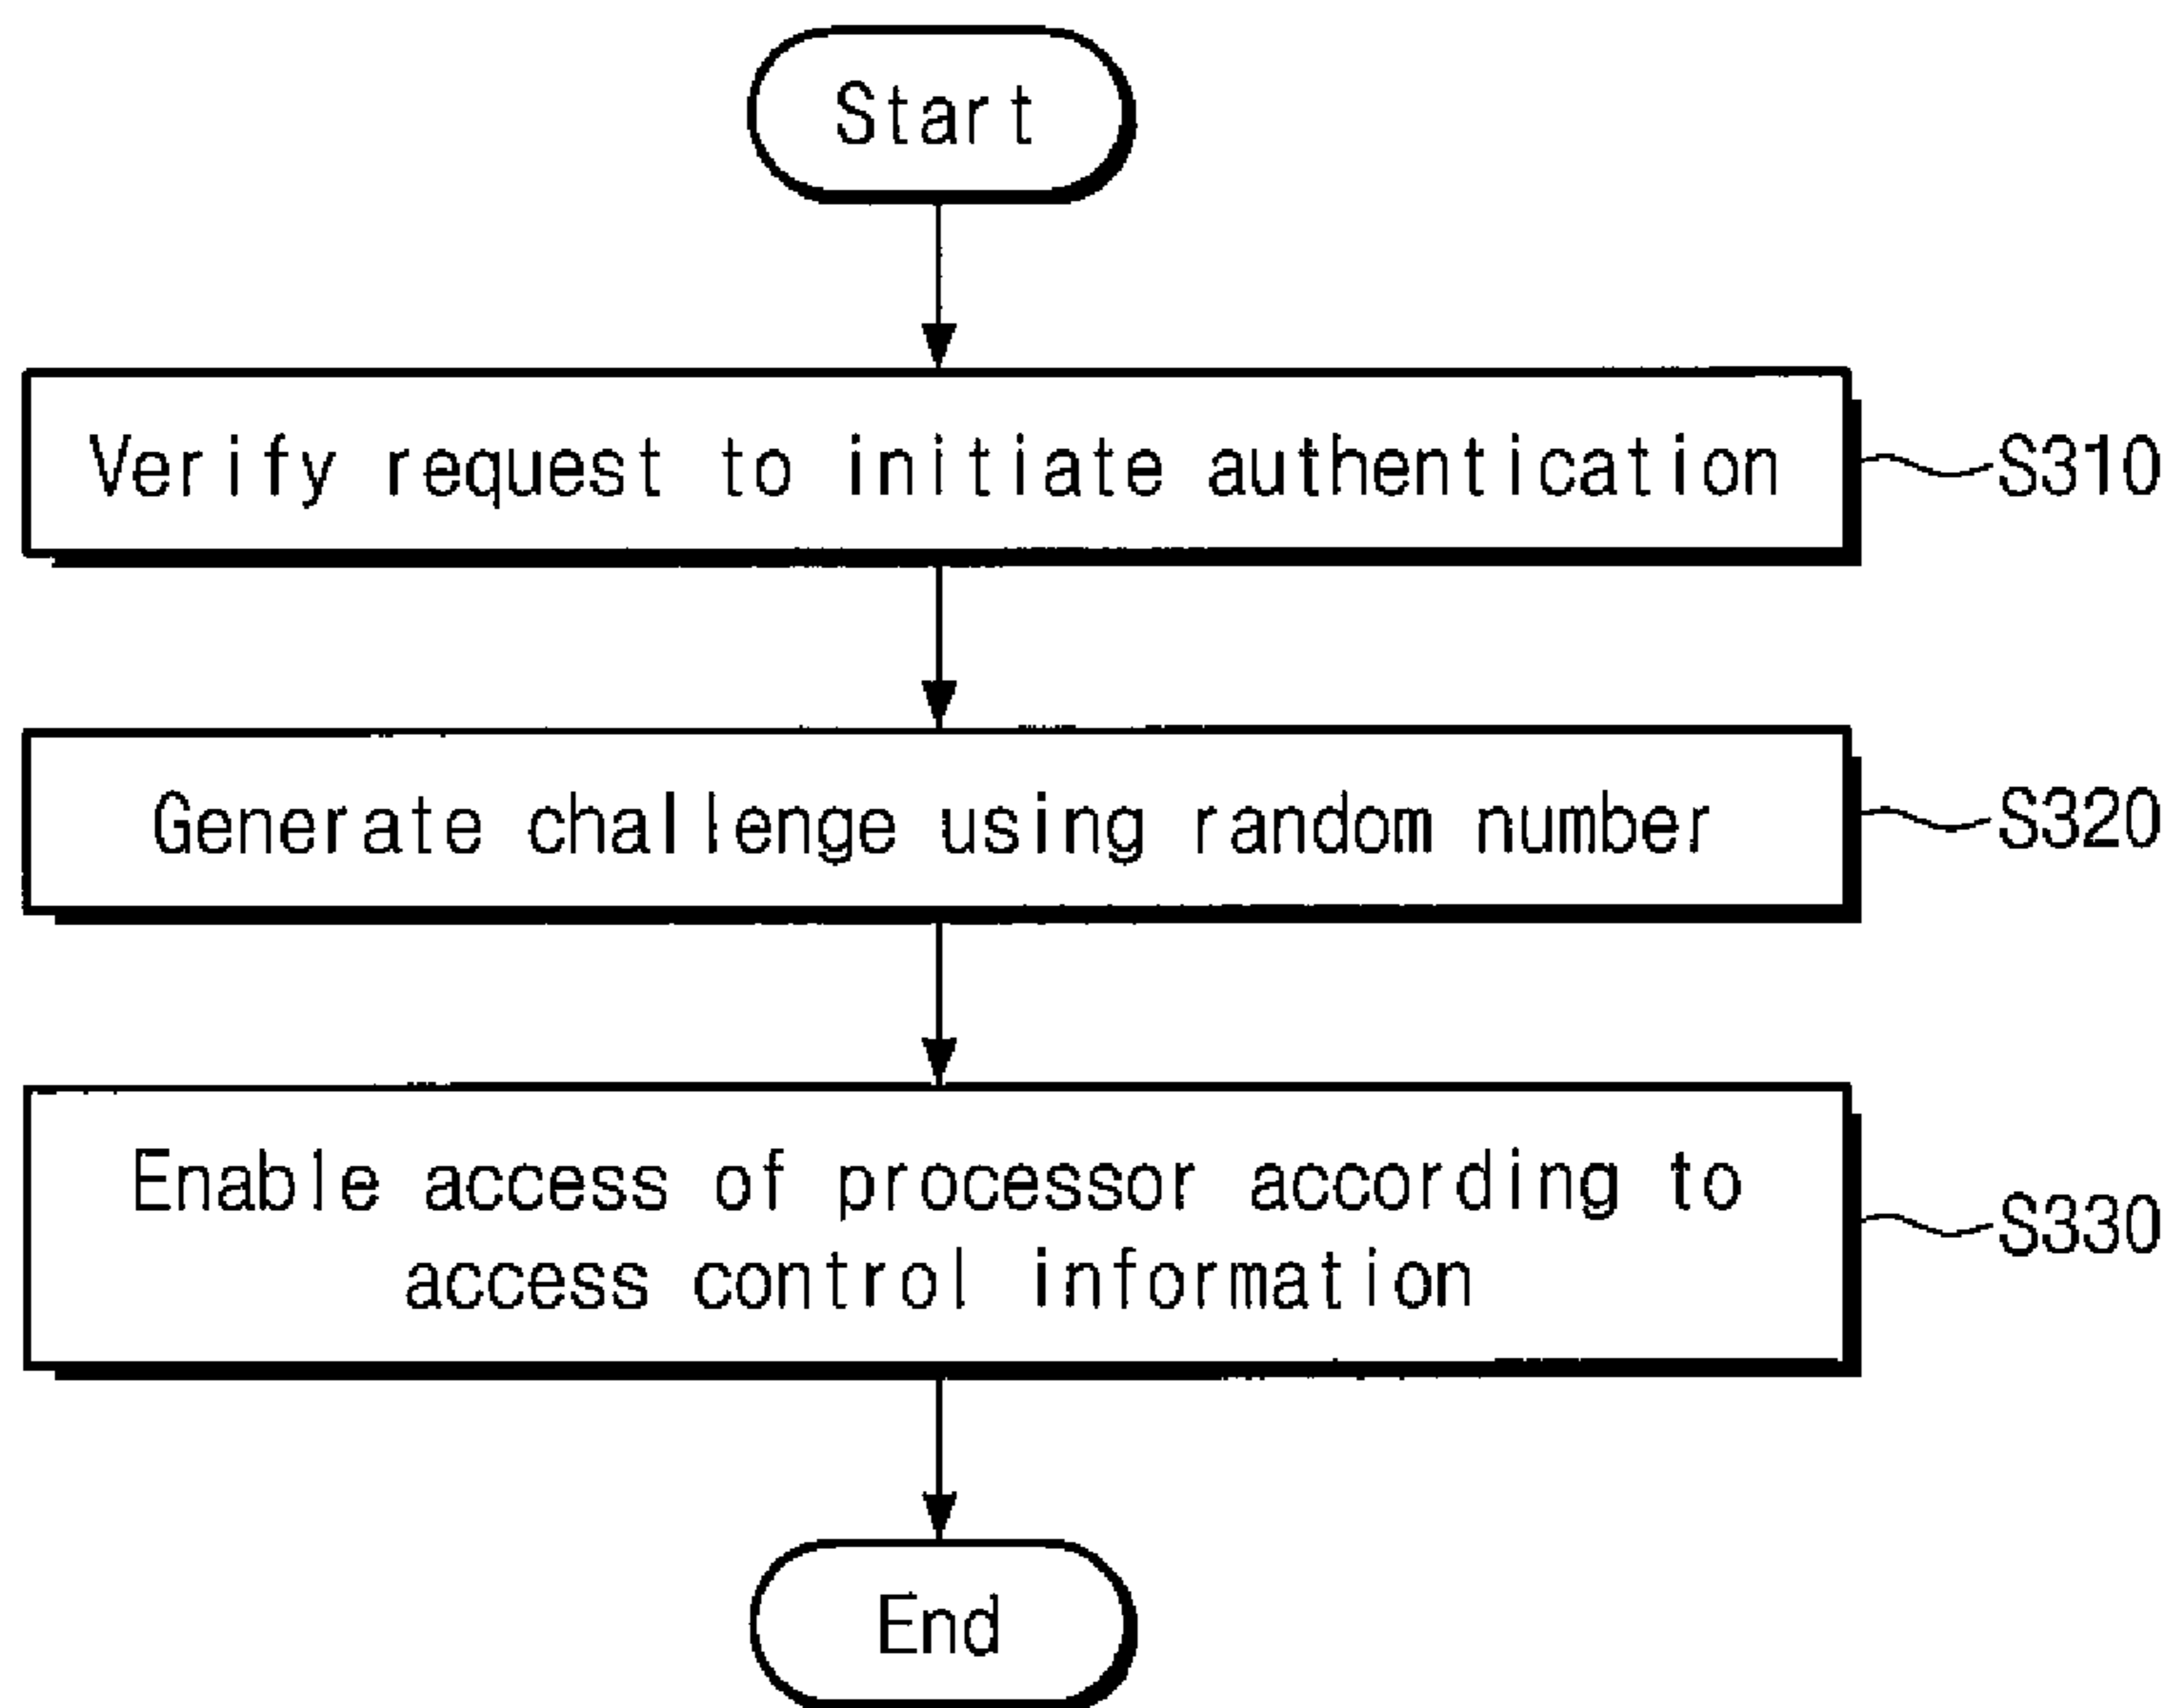 Start
Verify request to initiate authentication
S310
Generate challenge using random number
S320
Enable access of processor according to
access control information
S330
End